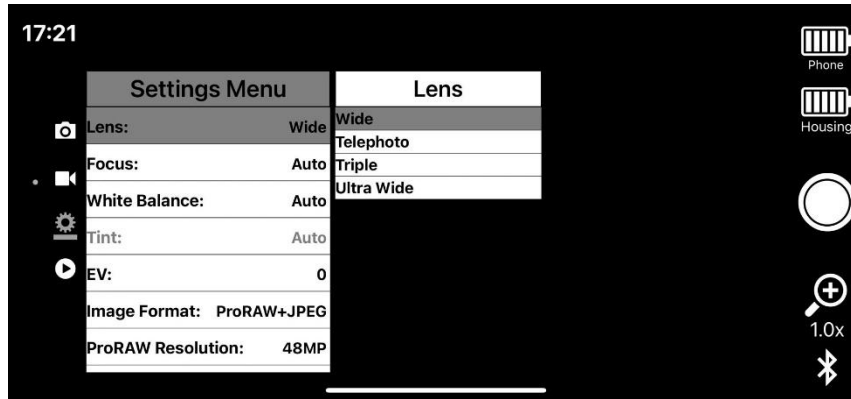 17:21
Settings Menu
Lens: Wide
Focus: Auto
White Balance: Auto
Tint: Auto
EV: 0
Image Format: ProRAW+JPEG
ProRAW Resolution: 48MP
Lens
Wide
Telephoto
Triple
Ultra Wide
Phone
Housing
1.0x